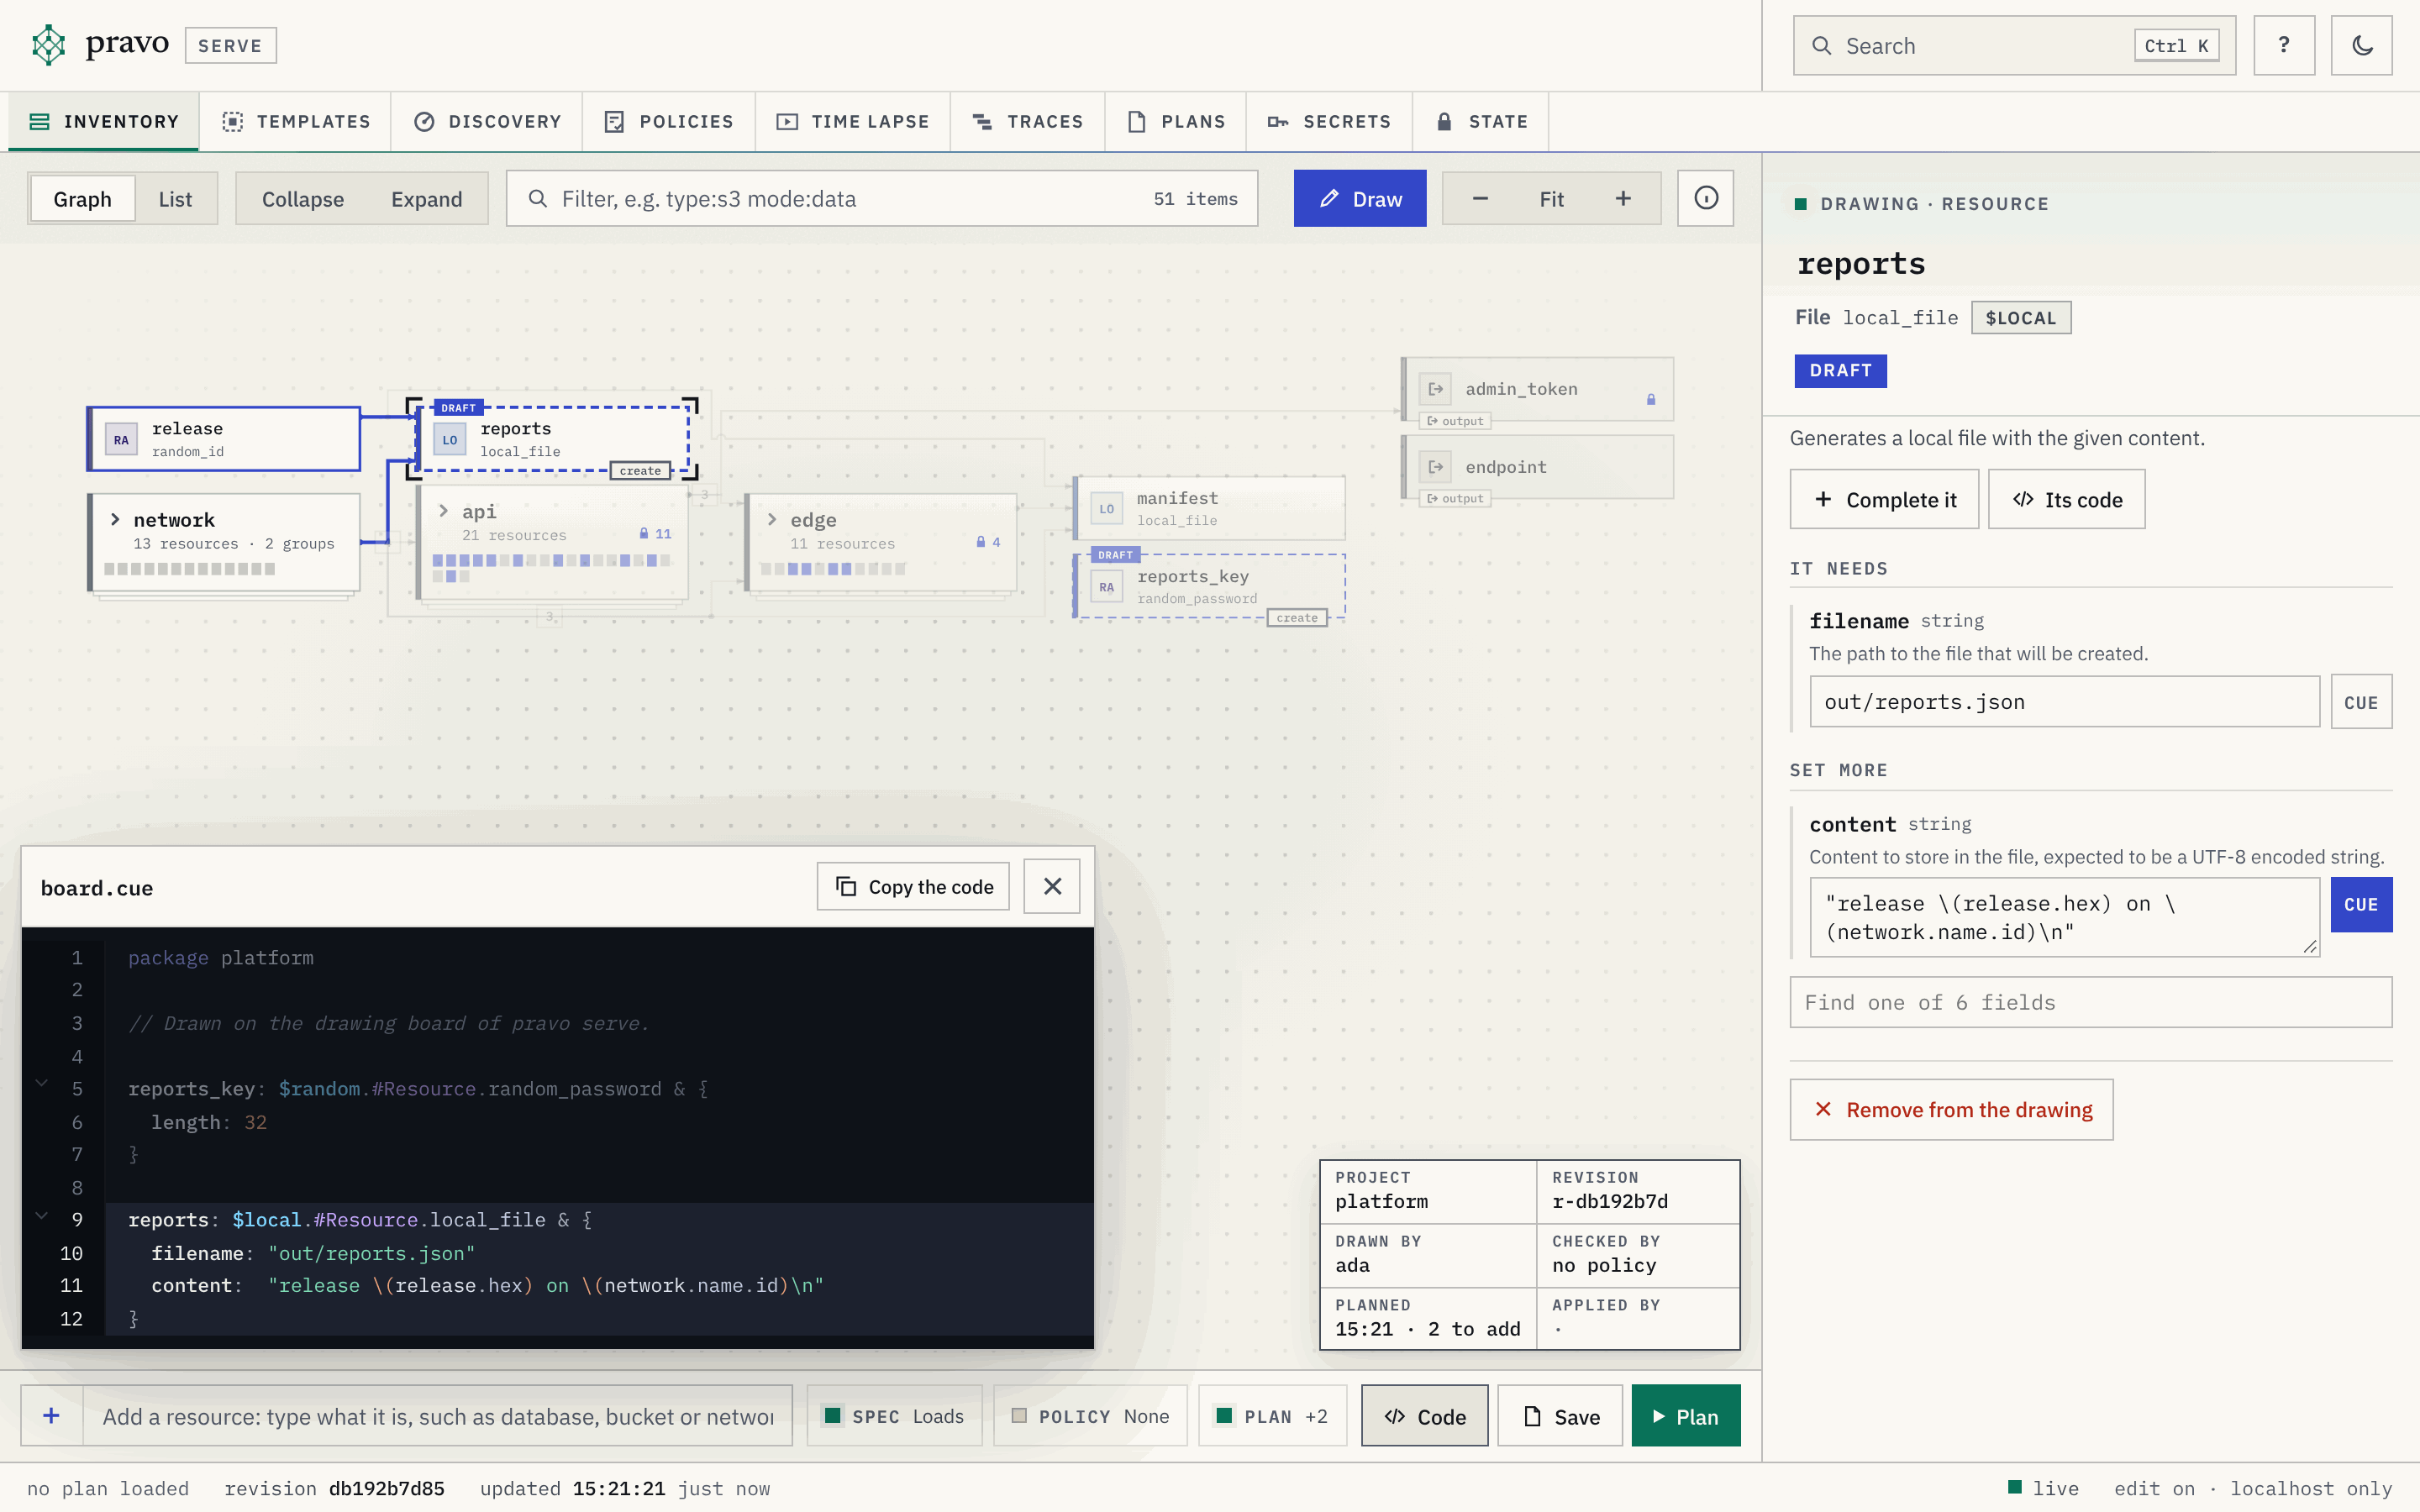 pravo SERVE
Search Ctrl K ?
INVENTORY TEMPLATES DISCOVERY POLICIES TIME LAPSE TRACES PLANS SECRETS STATE
Graph List Collapse Expand Filter, e.g. type:s3 mode:data 51 items Draw − Fit +
DRAFT
RA release
random_id
LO reports
local_file
create
network
13 resources · 2 groups
api
21 resources 11
3
3
edge
11 resources 4
LO manifest
local_file
DRAFT
RA reports_key
random_password
create
admin_token
output
endpoint
output
board.cue Copy the code
1 package platform
2
3 // Drawn on the drawing board of pravo serve.
4
5 reports_key: $random.#Resource.random_password & {
6 length: 32
7 }
8
9 reports: $local.#Resource.local_file & {
10 filename: "out/reports.json"
11 content: "release \(release.hex) on \(network.name.id)\n"
12 }
PROJECT REVISION
platform r-db192b7d
DRAWN BY CHECKED BY
ada no policy
PLANNED APPLIED BY
15:21 · 2 to add ·
+ Add a resource: type what it is, such as database, bucket or networ
SPEC Loads POLICY None PLAN +2 Code Save Plan
no plan loaded revision db192b7d85 updated 15:21:21 just now
live edit on · localhost only
DRAWING · RESOURCE
reports
File local_file $LOCAL
DRAFT
Generates a local file with the given content.
+ Complete it Its code
IT NEEDS
filename string
The path to the file that will be created.
out/reports.json CUE
SET MORE
content string
Content to store in the file, expected to be a UTF-8 encoded string.
"release \(release.hex) on \
(network.name.id)\n" CUE
Find one of 6 fields
Remove from the drawing